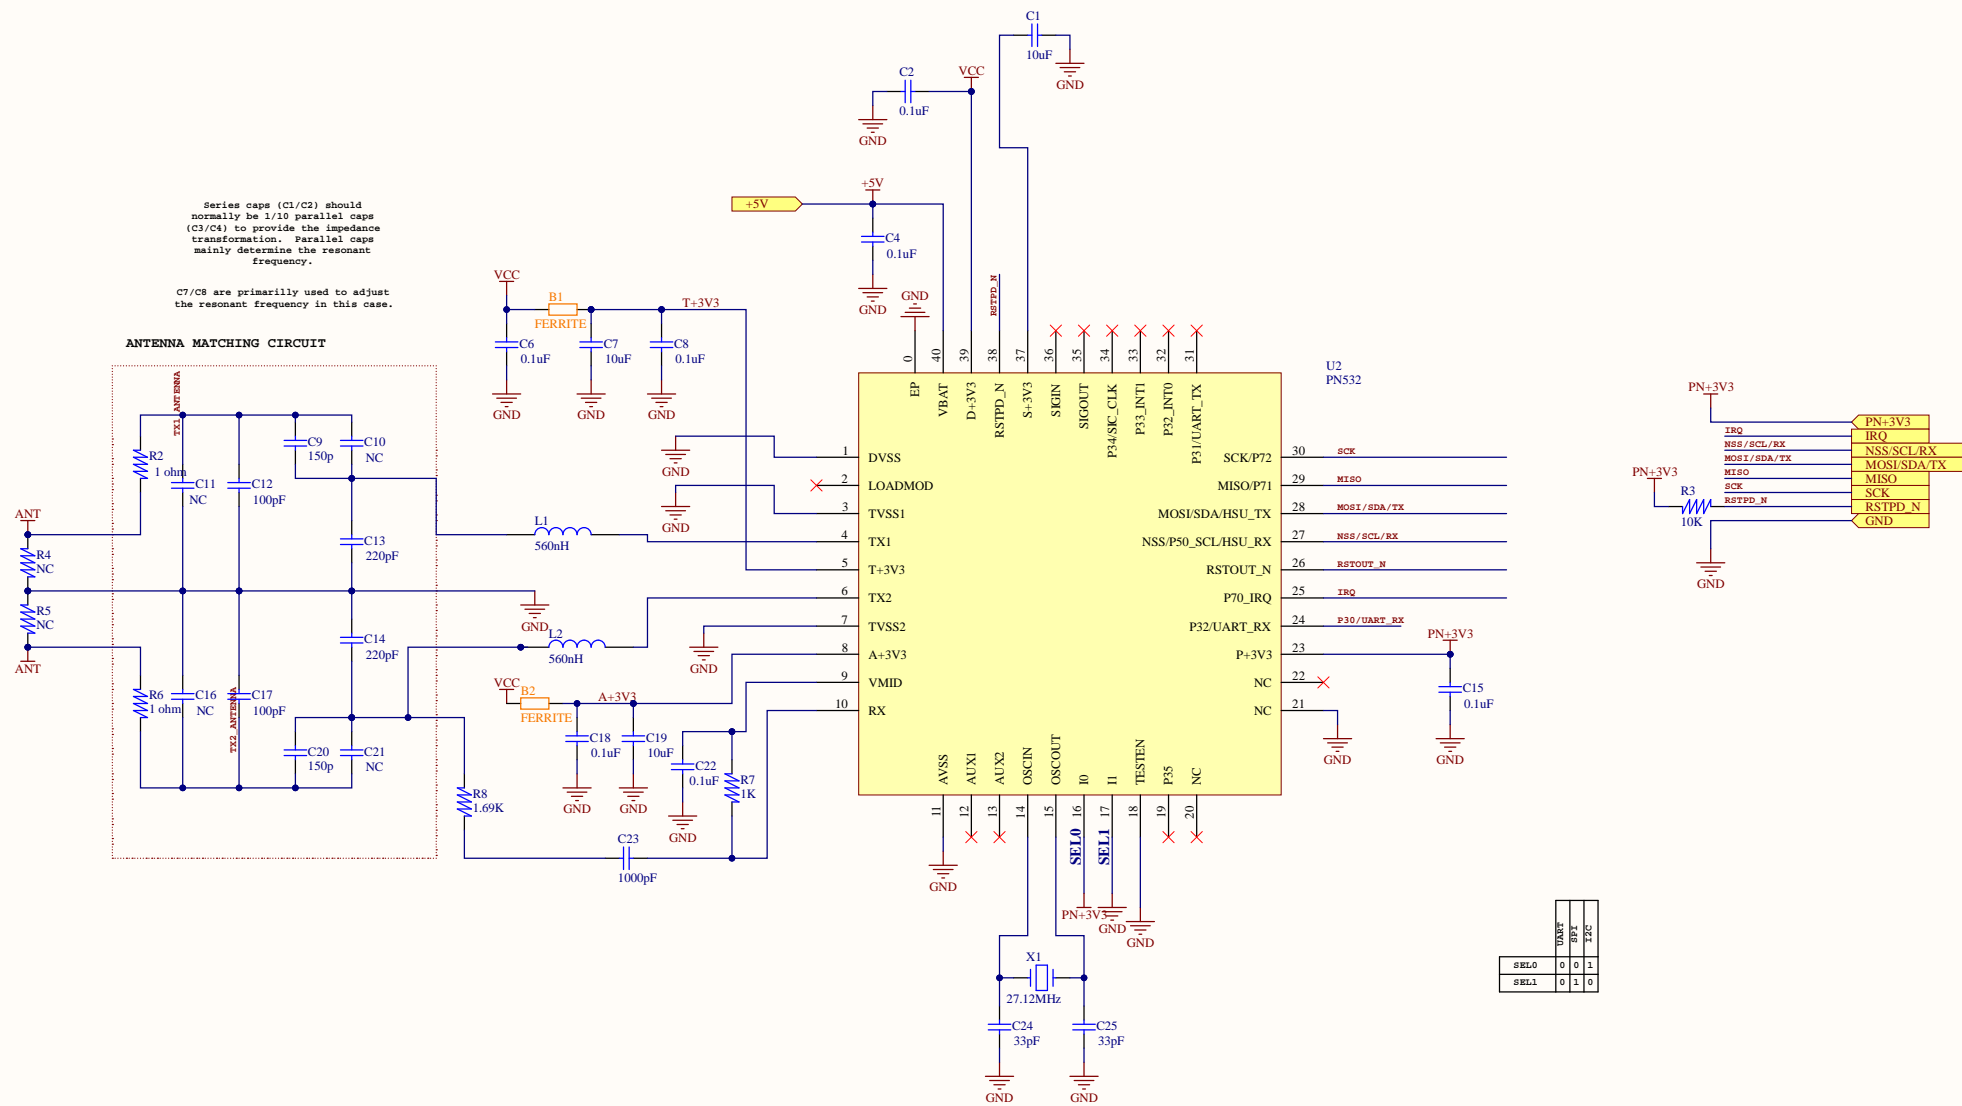 C1
10uF
GND
C2
0.1uF
VCC
GND
+5V
+5V
C4
0.1uF
GND
Series caps (C1/C2) should
normally be 1/10 parallel caps
(C3/C4) to provide the impedance
transformation. Parallel caps
mainly determine the resonant
frequency.
C7/C8 are primarilly used to adjust
the resonant frequency in this case.
VCC
B1
FERRITE
T+3V3
C6
0.1uF
C7
10uF
C8
0.1uF
GND
GND
GND
GND
RSTPD_N
ANTENNA MATCHING CIRCUIT
TX1_ANTENNA
R2
1 ohm
C11
NC
C12
100pF
C9
150p
C10
NC
C13
220pF
ANT
R4
NC
R5
NC
ANT
GND
L1
560nH
L2
560nH
C14
220pF
R6
1 ohm
C16
NC
C17
100pF
TX2_ANTENNA
C20
150p
C21
NC
R8
1.69K
C23
1000pF
VCC
B2
FERRITE
A+3V3
C18
0.1uF
C19
10uF
C22
0.1uF
R7
1K
GND
GND
GND
GND
GND
GND
U2
PN532
0
40
39
38
37
36
35
34
33
32
31
EP
VBAT
D+3V3
RSTPD_N
S+3V3
SIGIN
SIGOUT
P34/SIC_CLK
P33_INT1
P32_INT0
P31/UART_TX
1 DVSS
2 LOADMOD
3 TVSS1
4 TX1
5 T+3V3
6 TX2
7 TVSS2
8 A+3V3
9 VMID
10 RX
SCK/P72 30 SCK
MISO/P71 29 MISO
MOSI/SDA/HSU_TX 28 MOSI/SDA/TX
NSS/P50_SCL/HSU_RX 27 NSS/SCL/RX
RSTOUT_N 26 RSTOUT_N
P70_IRQ 25 IRQ
P32/UART_RX 24 P30/UART_RX
P+3V3 23
NC 22
NC 21
PN+3V3
C15
0.1uF
GND
GND
AVSS
AUX1
AUX2
OSCIN
OSCOUT
I0
I1
TESTEN
P35
NC
11
12
13
14
15
16
17
18
19
20
SEL0
SEL1
GND
PN+3V3
GND
GND
X1
27.12MHz
C24
33pF
C25
33pF
GND
GND
PN+3V3
PN+3V3
IRQ IRQ
NSS/SCL/RX NSS/SCL/RX
MOSI/SDA/TX MOSI/SDA/TX
MISO MISO
SCK SCK
RSTPD_N RSTPD_N
GND
PN+3V3
R3
10K
GND
UART SPI I2C
SEL0 0 0 1
SEL1 0 1 0